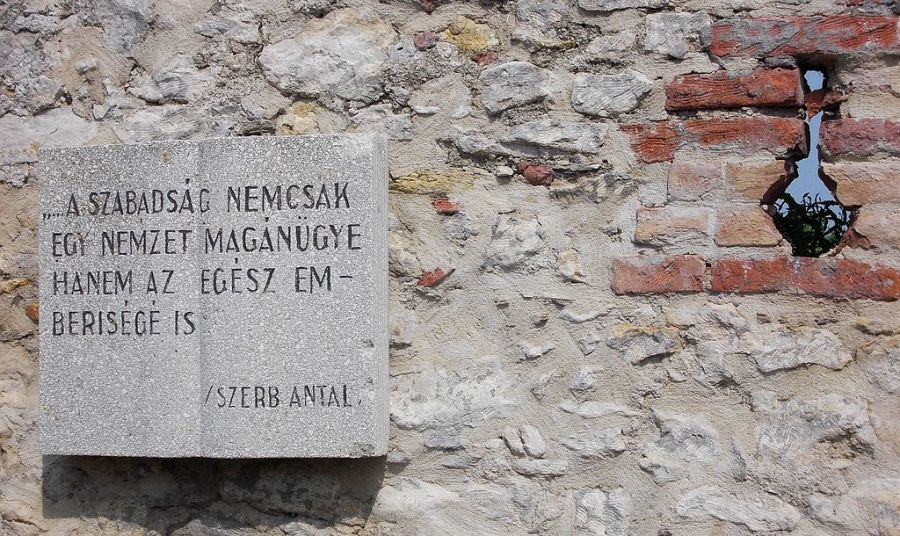 „...A SZABADSÁG NEMCSAK
EGY NEMZET MAGÁNÜGYE
HANEM AZ EGÉSZ EM-
BERISÉGÉ IS
/SZERB ANTAL.